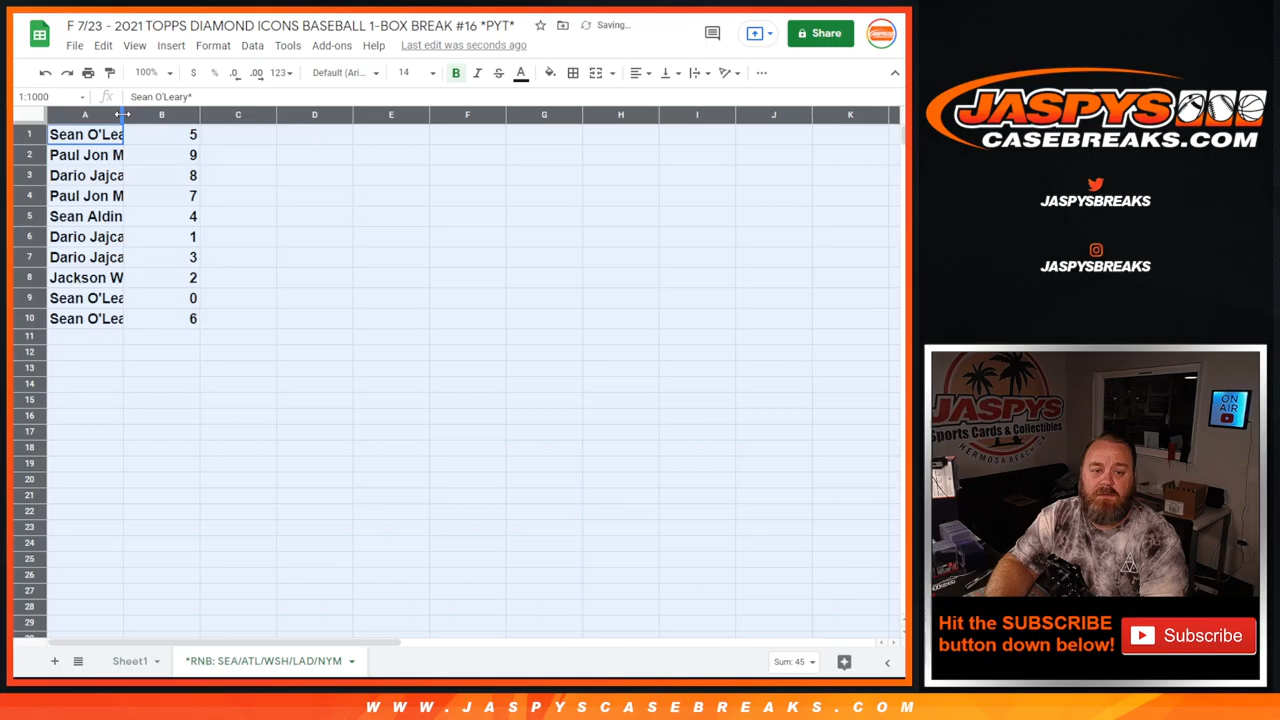 F 7/23 - 2021 TOPPS DIAMOND ICONS BASEBALL 1-BOX BREAK #16 *PYT*
Saving...
File Edit View Insert Format Data Tools Add-ons Help Last edit was seconds ago
Share
100% $ % .0 .00 123 Default (Ari... 14 B I S A
1:1000 fx Sean O'Leary*
A B C D E F G H I J K
1 Sean O'Lea 5
2 Paul Jon M 9
3 Dario Jajca 8
4 Paul Jon M 7
5 Sean Aldin 4
6 Dario Jajca 1
7 Dario Jajca 3
8 Jackson W 2
9 Sean O'Lea 0
10 Sean O'Lea 6
11
12
13
14
15
16
17
18
19
20
21
22
23
24
25
26
27
28
29
Sheet1 *RNB: SEA/ATL/WSH/LAD/NYM Sum: 45
JASPYS
CASEBREAKS.COM
JASPYSBREAKS
JASPYSBREAKS
JASPYS
Sports Cards & Collectibles
HERMOSA BEACH, CA
ON
AIR
Hit the SUBSCRIBE
button down below!
Subscribe
WWW.JASPYSCASEBREAKS.COM